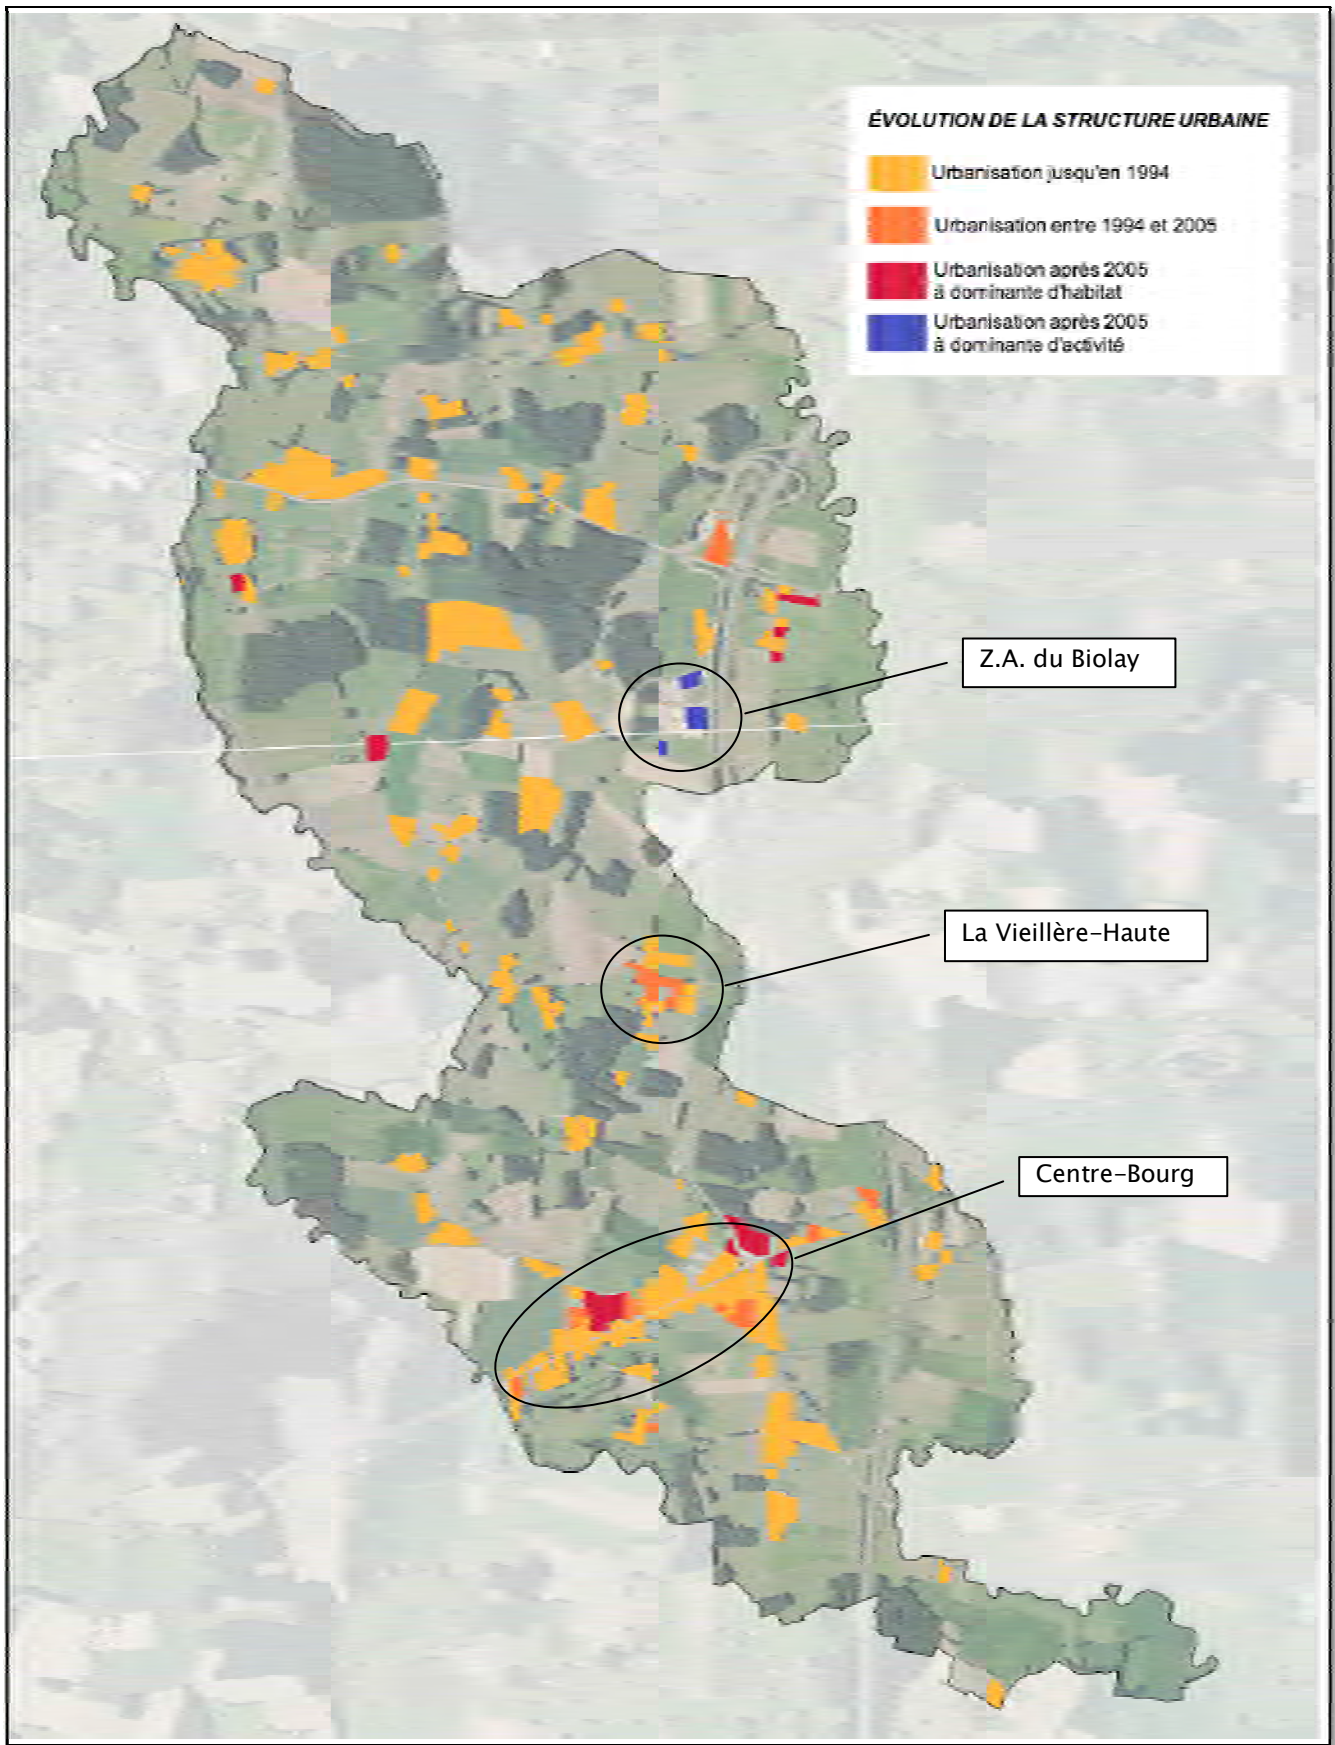 ÉVOLUTION DE LA STRUCTURE URBAINE
Urbanisation jusqu'en 1994
Urbanisation entre 1994 et 2005
Urbanisation après 2005
à dominante d'habitat
Urbanisation après 2005
à dominante d'activité
Z.A. du Biolay
La Vieillère-Haute
Centre-Bourg